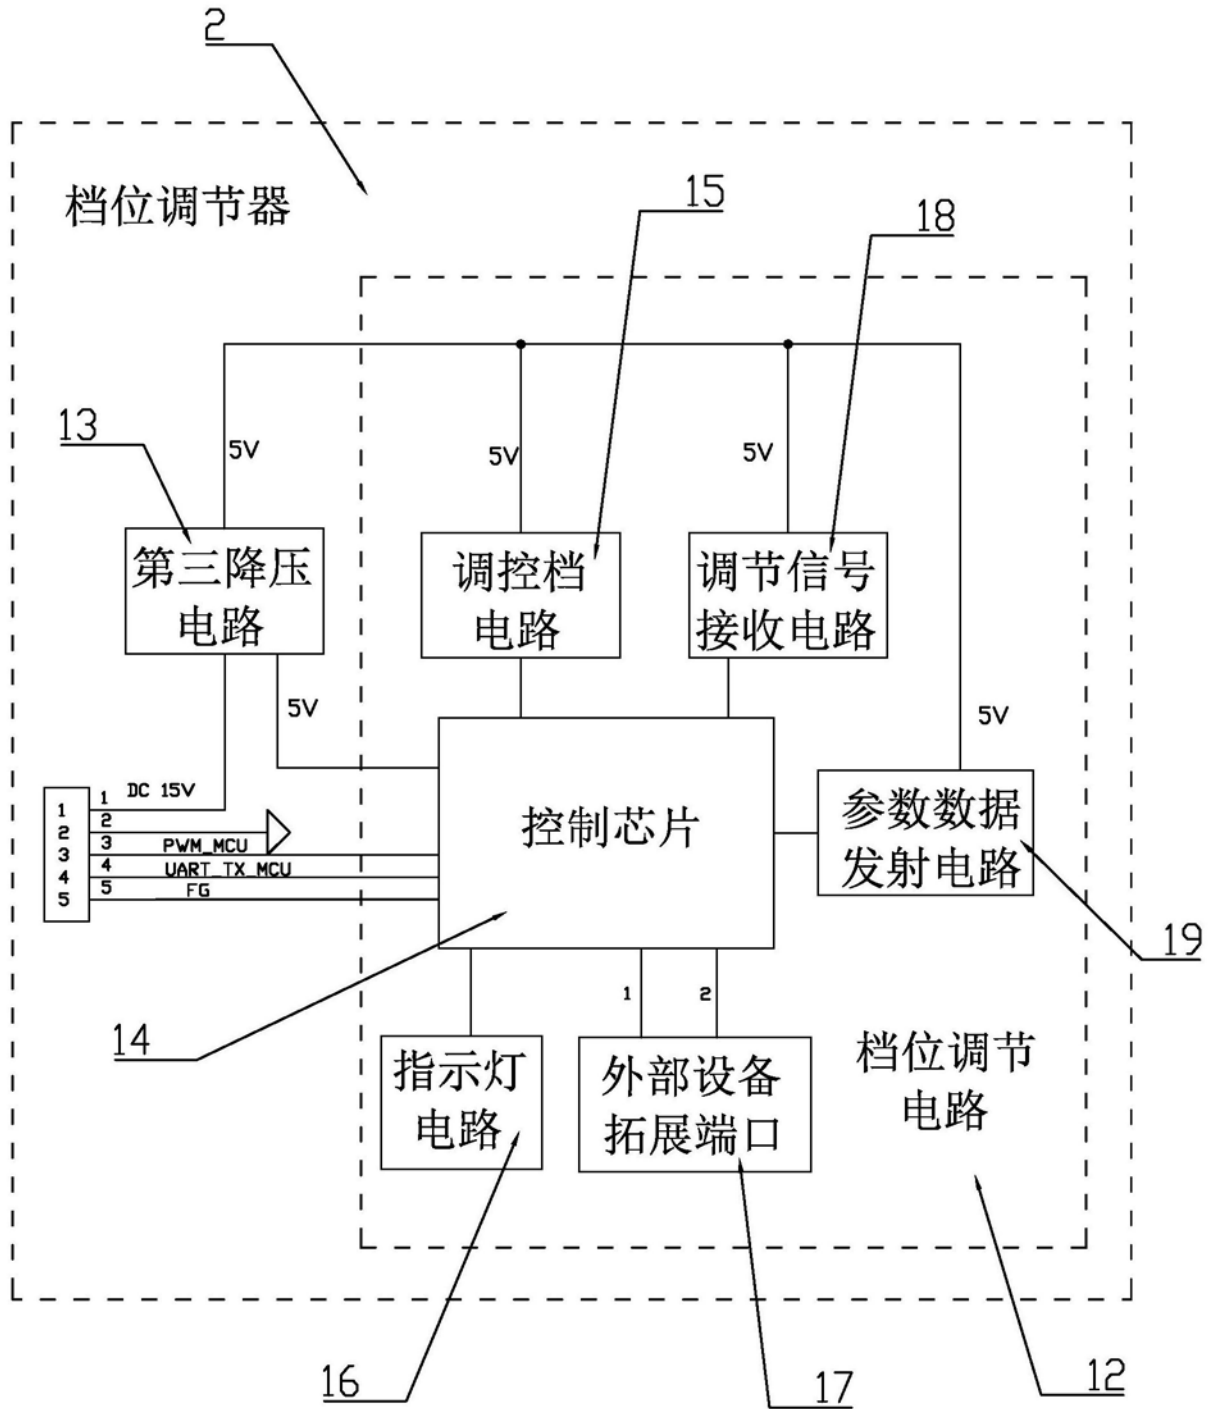 2
档位调节器
15
18
13
5V
5V
5V
第三降压
电路
调控档
电路
调节信号
接收电路
5V
5V
1
2
3
4
5
1
DC 15V
2
3
PWM_MCU
4
UART_TX_MCU
5
FG
控制芯片
参数数据
发射电路
19
14
1
2
指示灯
电路
外部设备
拓展端口
档位调节
电路
16
17
12